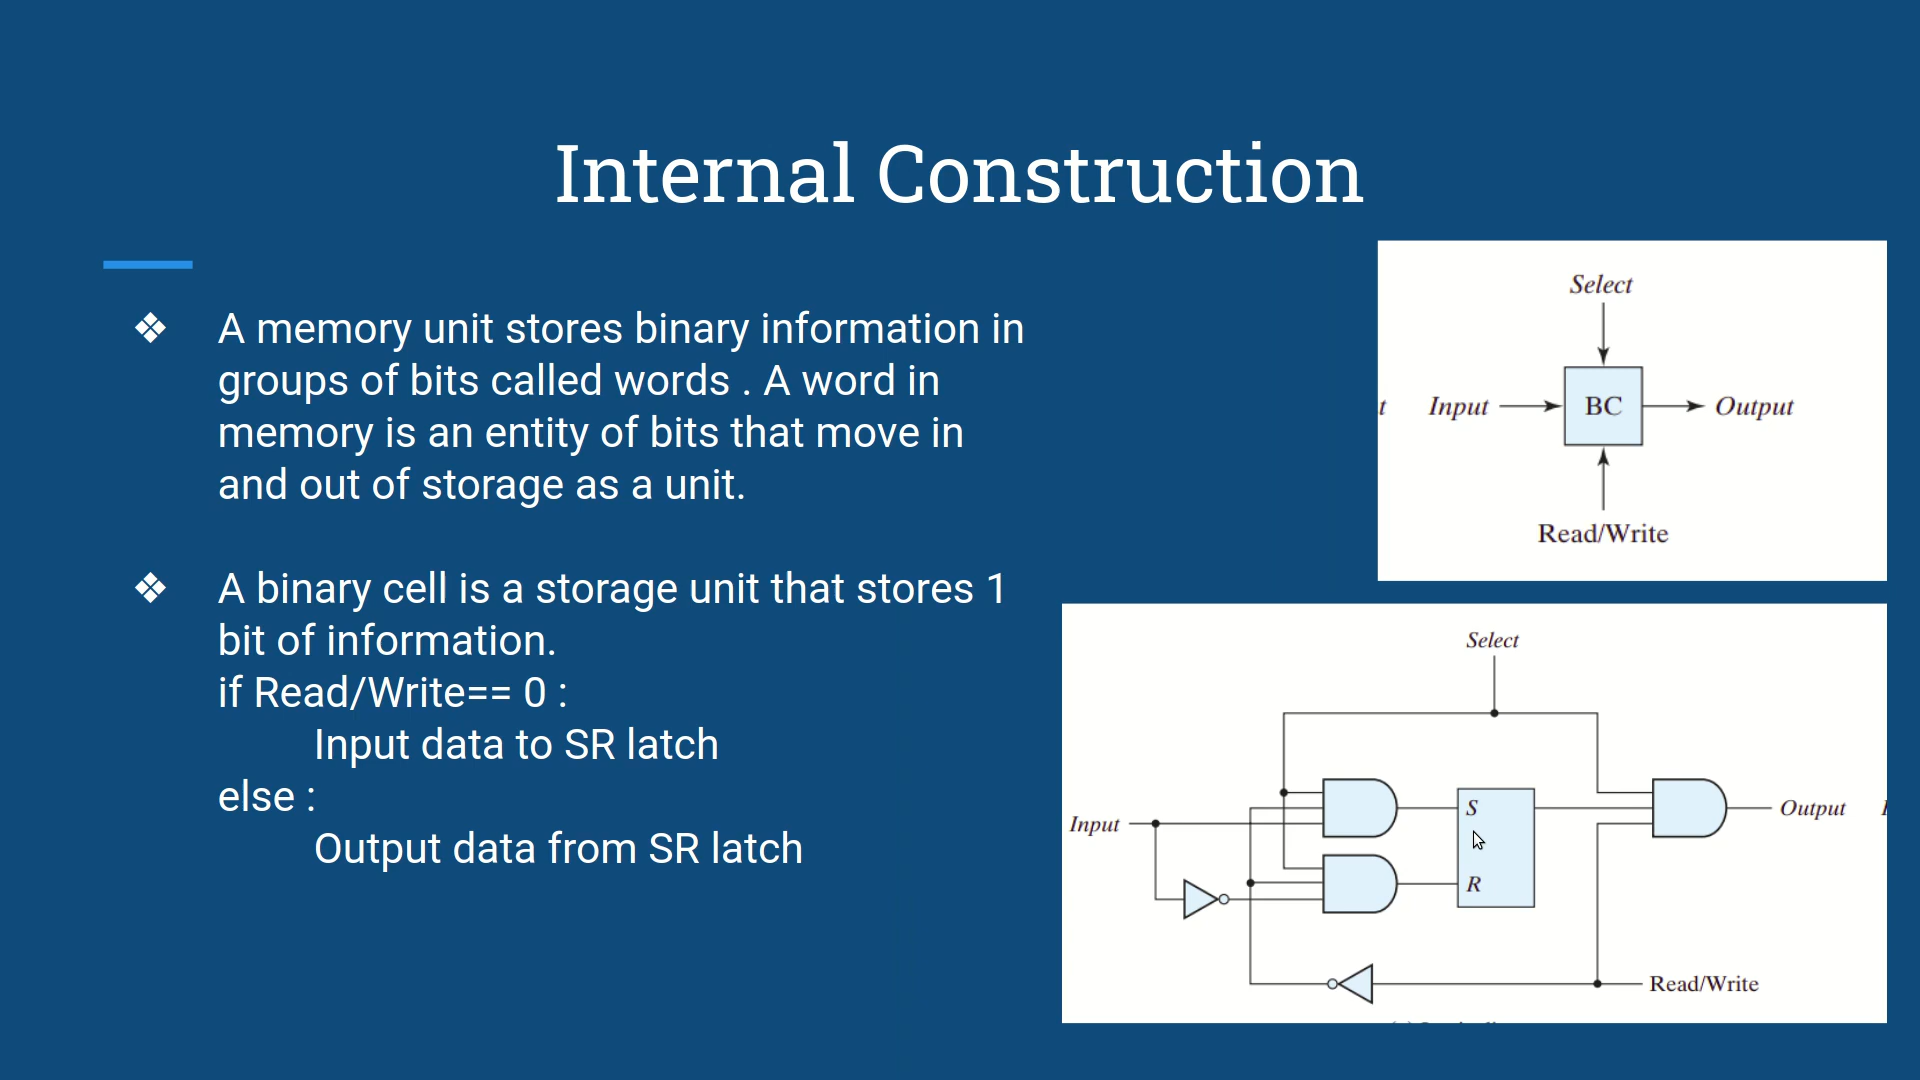 Internal Construction
❖ A memory unit stores binary information in
groups of bits called words . A word in
memory is an entity of bits that move in
and out of storage as a unit.
❖ A binary cell is a storage unit that stores 1
bit of information.
if Read/Write== 0 :
Input data to SR latch
else :
Output data from SR latch
Select
t Input BC Output
Read/Write
Select
Input
S
R
Output
Read/Write